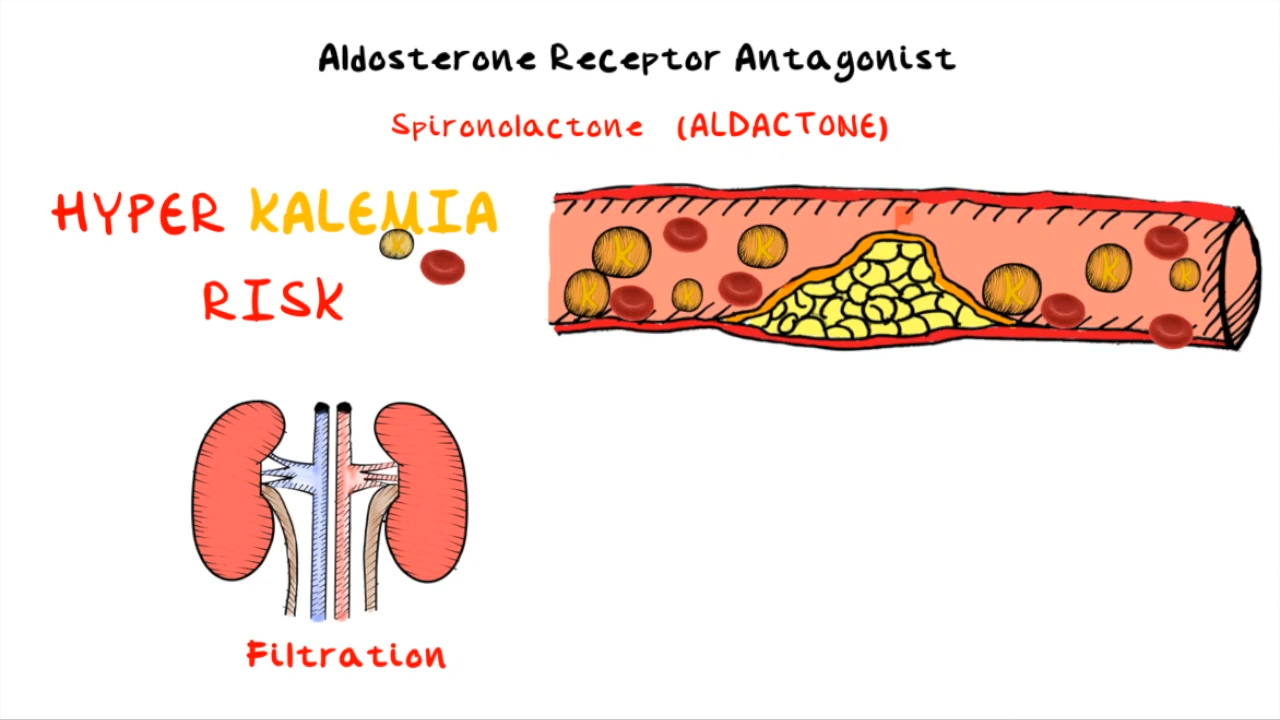 Aldosterone Receptor Antagonist
Spironolactone (ALDACTONE)
HYPER KALEMIA
RISK
K
K
K
K
K
K
K
K
Filtration